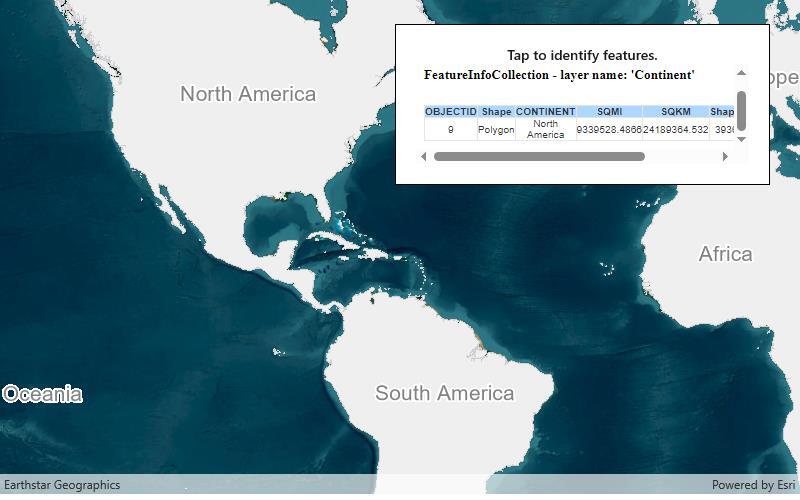 North America
Tap to identify features.
FeatureInfoCollection - layer name: 'Continent'
OBJECTID Shape CONTINENT SQMI SQKM Shap
9 Polygon North America 9339528.4866 24189364.532 393
ope
Africa
Oceania
South America
Earthstar Geographics
Powered by Esri